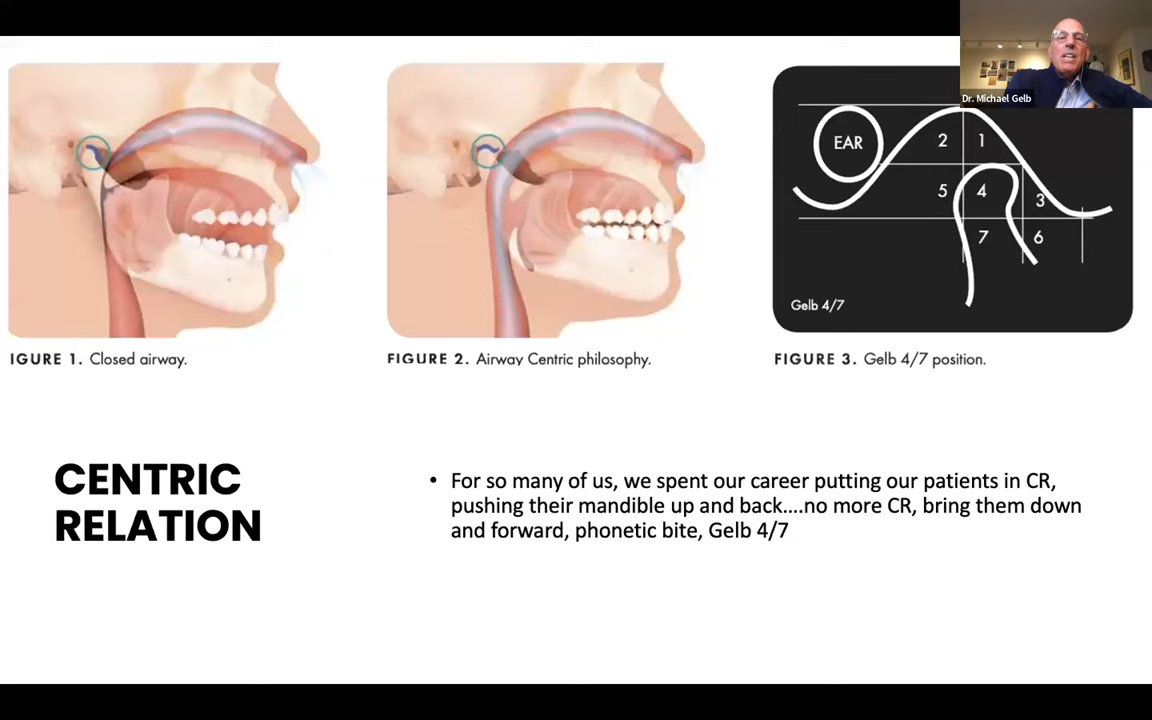 Dr. Michael Gelb
EAR
2
1
5
4
3
7
6
Gelb 4/7
IGURE 1. Closed airway.
FIGURE 2. Airway Centric philosophy.
FIGURE 3. Gelb 4/7 position.
CENTRIC
RELATION
• For so many of us, we spent our career putting our patients in CR,
pushing their mandible up and back....no more CR, bring them down
and forward, phonetic bite, Gelb 4/7